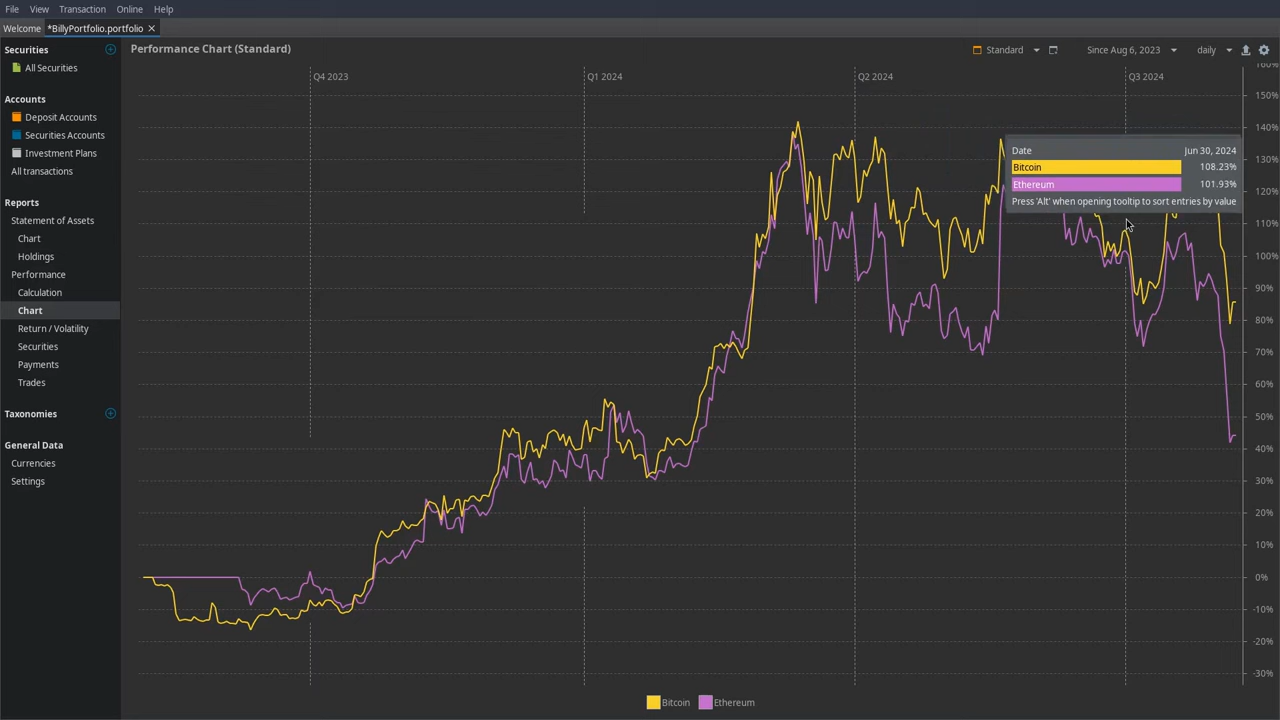 File View Transaction Online Help
Welcome *BillyPortfolio.portfolio
Securities
All Securities
Accounts
Deposit Accounts
Securities Accounts
Investment Plans
All transactions
Reports
Statement of Assets
Chart
Holdings
Performance
Calculation
Chart
Return / Volatility
Securities
Payments
Trades
Taxonomies
General Data
Currencies
Settings
Performance Chart (Standard)
Standard Since Aug 6, 2023 daily
Q4 2023 Q1 2024 Q2 2024 Q3 2024
160%
150%
140%
130%
120%
110%
100%
90%
80%
70%
60%
50%
40%
30%
20%
10%
0%
-10%
-20%
-30%
Date Jun 30, 2024
Bitcoin 108.23%
Ethereum 101.93%
Press 'Alt' when opening tooltip to sort entries by value
Bitcoin Ethereum